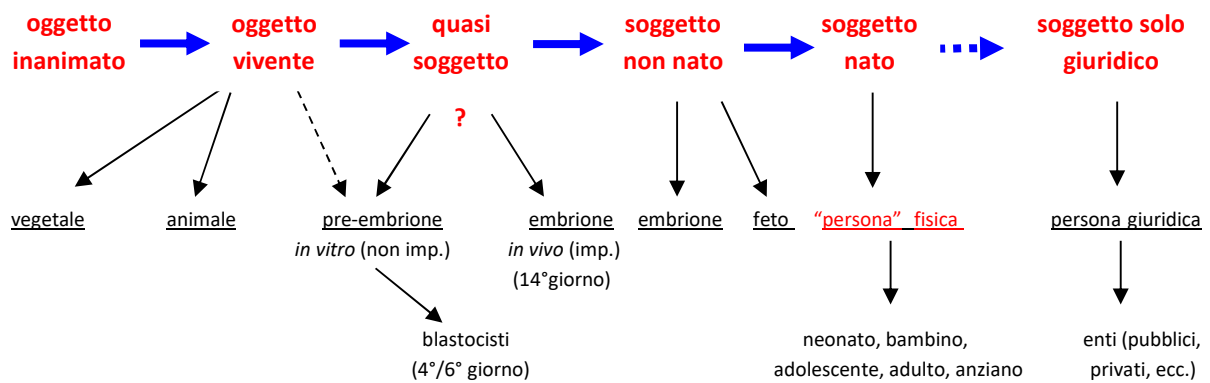 oggetto inanimato
oggetto vivente
quasi soggetto
?
soggetto non nato
soggetto nato
soggetto solo giuridico
vegetale
animale
pre-embrione
in vitro (non imp.)
embrione
in vivo (imp.)
(14°giorno)
embrione
feto
“persona” fisica
persona giuridica
blastocisti
(4°/6° giorno)
neonato, bambino,
adolescente, adulto, anziano
enti (pubblici,
privati, ecc.)